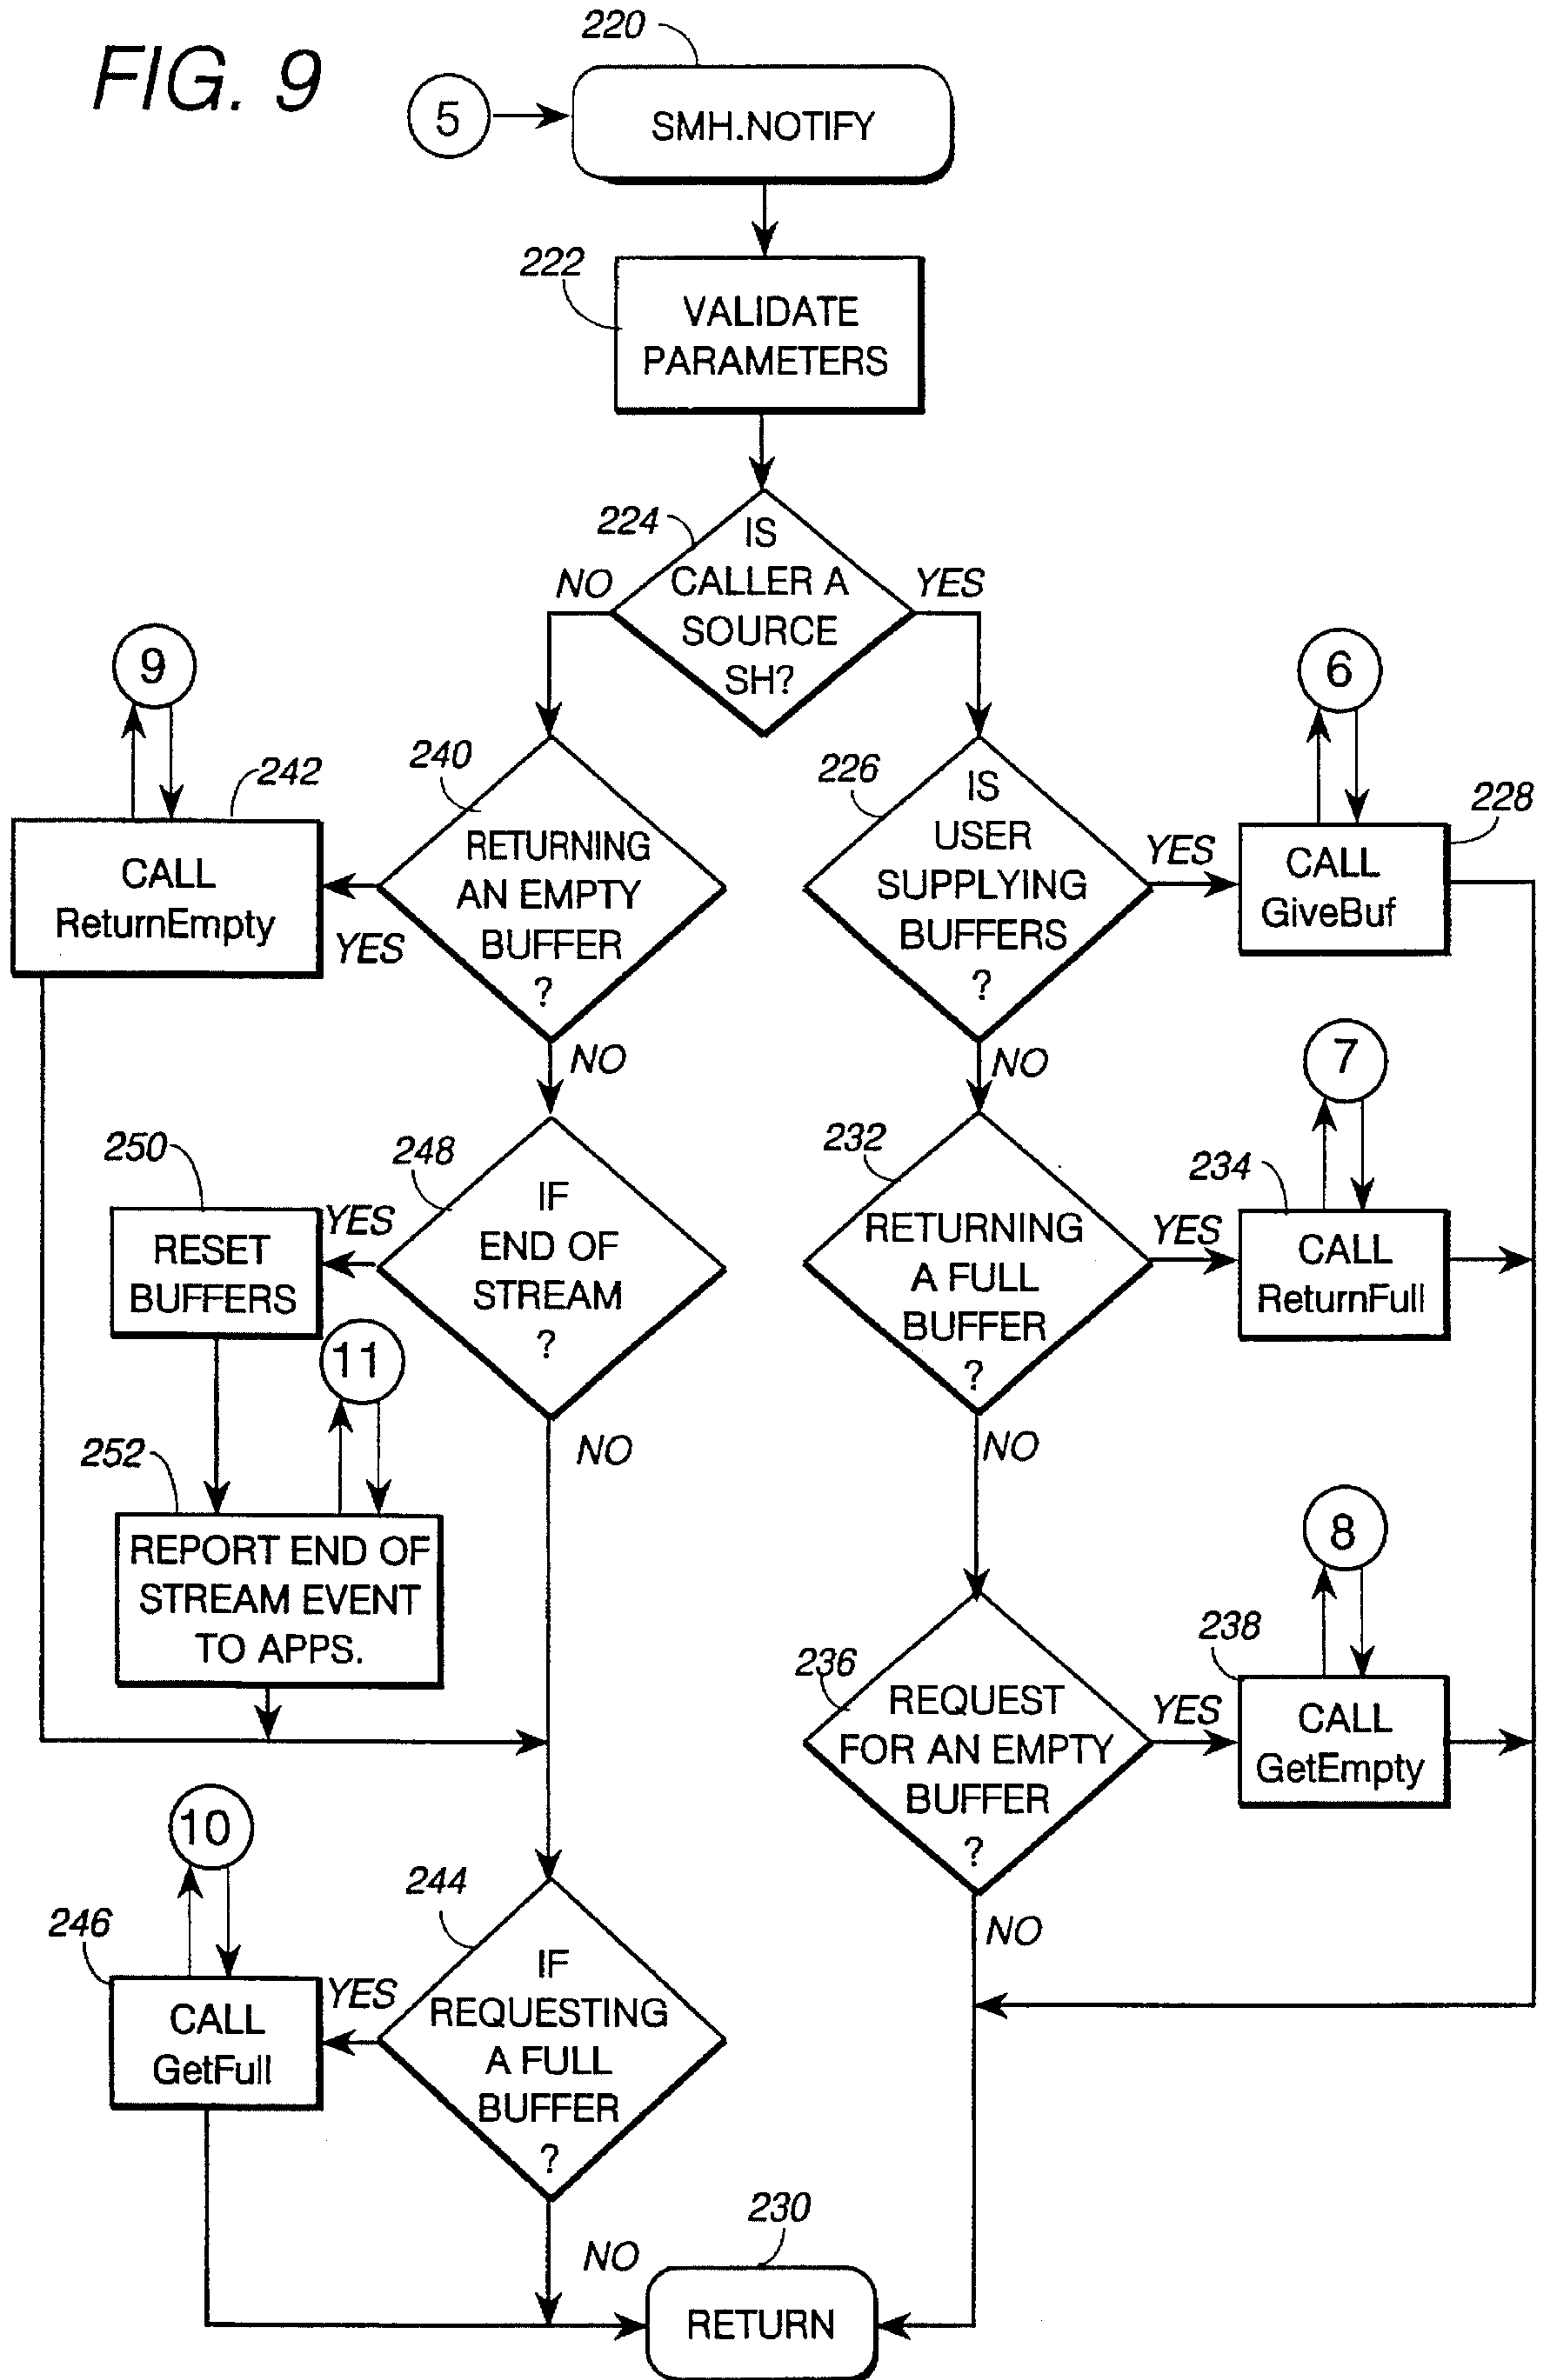 FIG. 9
220
5
SMH.NOTIFY
222
VALIDATE
PARAMETERS
224
IS
CALLER A
SOURCE
SH?
NO
YES
9
6
242
240
RETURNING
AN EMPTY
BUFFER
?
226
IS
USER
SUPPLYING
BUFFERS
?
228
CALL
ReturnEmpty
YES
YES
CALL
GiveBuf
NO
NO
7
250
248
IF
END OF
STREAM
?
232
RETURNING
A FULL
BUFFER
?
234
RESET
BUFFERS
YES
YES
CALL
ReturnFull
11
NO
NO
252
REPORT END OF
STREAM EVENT
TO APPS.
8
236
REQUEST
FOR AN EMPTY
BUFFER
?
238
YES
CALL
GetEmpty
10
NO
246
244
IF
REQUESTING
A FULL
BUFFER
?
YES
CALL
GetFull
NO
230
RETURN